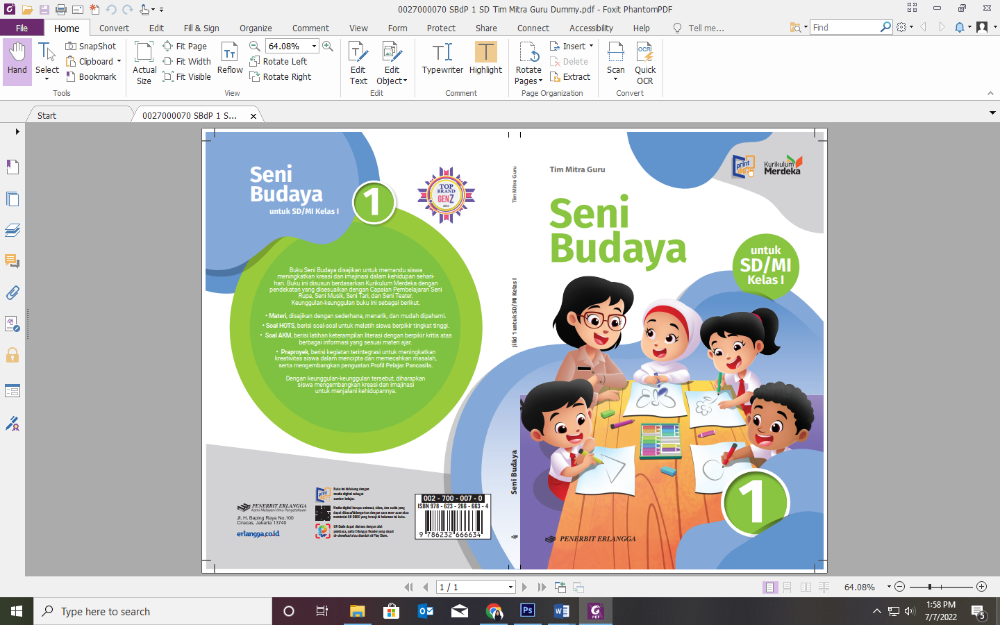 0027000070 SBdP 1 SD Tim Mitra Guru Dummy.pdf - Foxit PhantomPDF
File Home Convert Edit Fill & Sign Organize Comment View Form Protect Share Connect Accessibility Help Tell me... Find
Hand
Select
SnapShot
Clipboard
Bookmark
Tools
Actual
Size
Fit Page
Fit Width
Fit Visible
Reflow
64.08%
Rotate Left
Rotate Right
View
Edit
Text
Edit
Object
Edit
Typewriter
Highlight
Comment
Rotate
Pages
Insert
Delete
Extract
Page Organization
Scan
OCR
Quick
OCR
Convert
Start
0027000070 SBdP 1 S...
Seni
Budaya
untuk SD/MI Kelas I
1
TOP
BRAND
GEN Z
2021
Buku Seni Budaya disajikan untuk memandu siswa
meningkatkan kreasi dan imajinasi dalam kehidupan sehari-
hari. Buku ini disusun berdasarkan Kurikulum Merdeka dengan
pendekatan yang disesuaikan dengan Capaian Pembelajaran Seni
Rupa, Seni Musik, Seni Tari, dan Seni Teater.
Keunggulan-keunggulan buku ini sebagai berikut.
• Materi, disajikan dengan sederhana, menarik, dan mudah dipahami.
• Soal HOTS, berisi soal-soal untuk melatih siswa berpikir tingkat tinggi.
• Soal AKM, berisi latihan keterampilan literasi dengan berpikir kritis atas
berbagai informasi yang sesuai materi ajar.
• Praproyek, berisi kegiatan terintegrasi untuk meningkatkan
kreativitas siswa dalam mencipta dan memecahkan masalah,
serta mengembangkan penguatan Profil Pelajar Pancasila.
Dengan keunggulan-keunggulan tersebut, diharapkan
siswa mengembangkan kreasi dan imajinasi
untuk menjalani kehidupannya.
PENERBIT ERLANGGA
Kami Melayani Ilmu Pengetahuan
Jl. H. Baping Raya No.100
Ciracas, Jakarta 13740
erlangga.co.id
print
Buku ini didukung dengan
media digital sebagai
sumber belajar.
Media digital berupa animasi, video, dan audio yang
dapat dibaca/didengarkan dengan cara men-scan atau
memindai QR CODE yang tersaji di halaman isi buku.
QR Code dapat diakses dengan alat
pembaca, yaitu Erlangga Reader yang dapat
di-download atau diunduh di Play Store.
002 - 700 - 007 - 0
ISBN 978 - 623 - 266 - 663 - 4
9 786232 666634
Tim Mitra Guru
Jilid 1 untuk SD/MI Kelas I
Seni Budaya
Tim Mitra Guru
print
Kurikulum
Merdeka
Seni
Budaya
untuk
SD/MI
Kelas I
1
PENERBIT ERLANGGA
1 / 1
64.08%
Type here to search
1:58 PM
7/7/2022
5